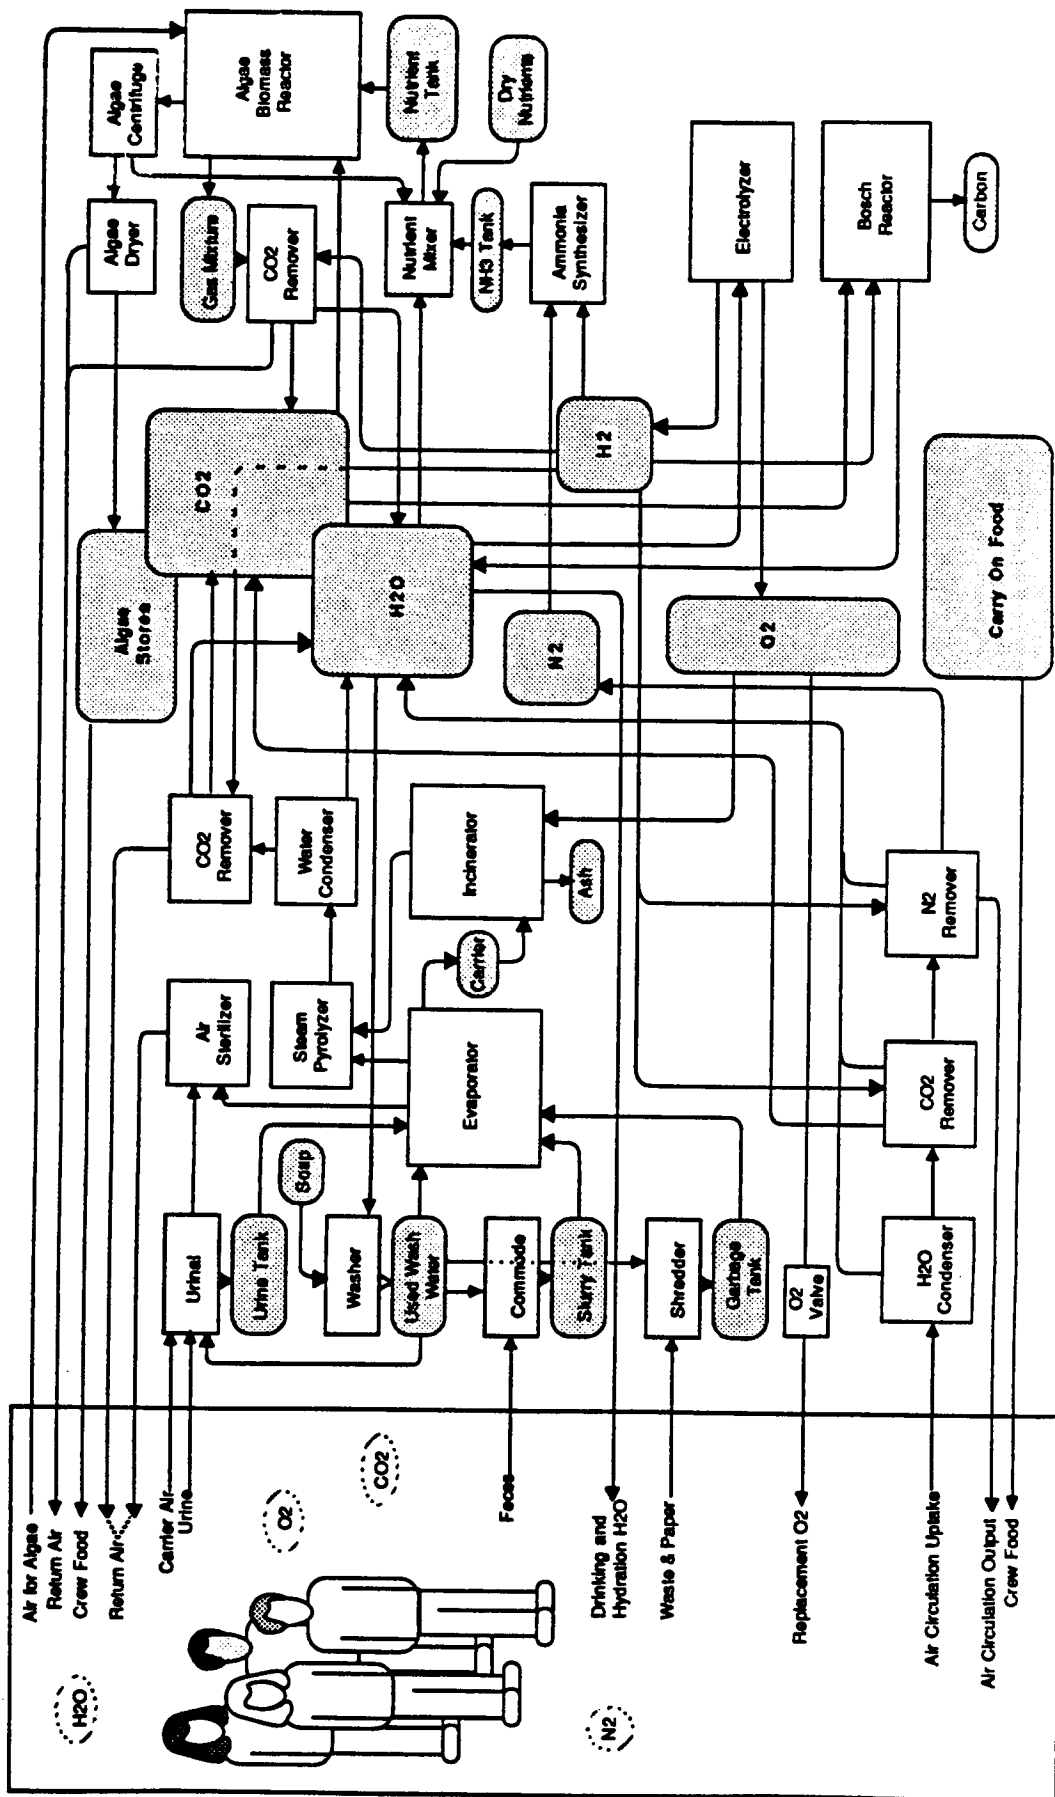 Air for Algae
Return Air
Crew Food
Return Air
Carrier Air
Urine
Feces
Drinking and
Hydration H2O
Waste & Paper
Replacement O2
Air Circulation Uptake
Air Circulation Output
Crew Food
H2O
O2
CO2
N2
Urinal
Urine Tank
Soap
Washer
Used Wash
Water
Commode
Slurry Tank
Shredder
Garbage
Tank
O2
Valve
H2O
Condenser
Air
Sterilizer
Steam
Pyrolyzer
Evaporator
Carrier
CO2
Remover
CO2
Remover
Water
Condenser
Incinerator
Ash
N2
Remover
Algae
Stores
CO2
H2O
N2
O2
H2
Carry On Food
Algae
Dryer
Gas Mixture
CO2
Remover
Nutrient
Mixer
NH3 Tank
Ammonia
Synthesizer
Algae
Centrifuge
Algae
Biomass
Reactor
Nutrient
Tank
Dry
Nutrients
Electrolyzer
Bosch
Reactor
Carbon